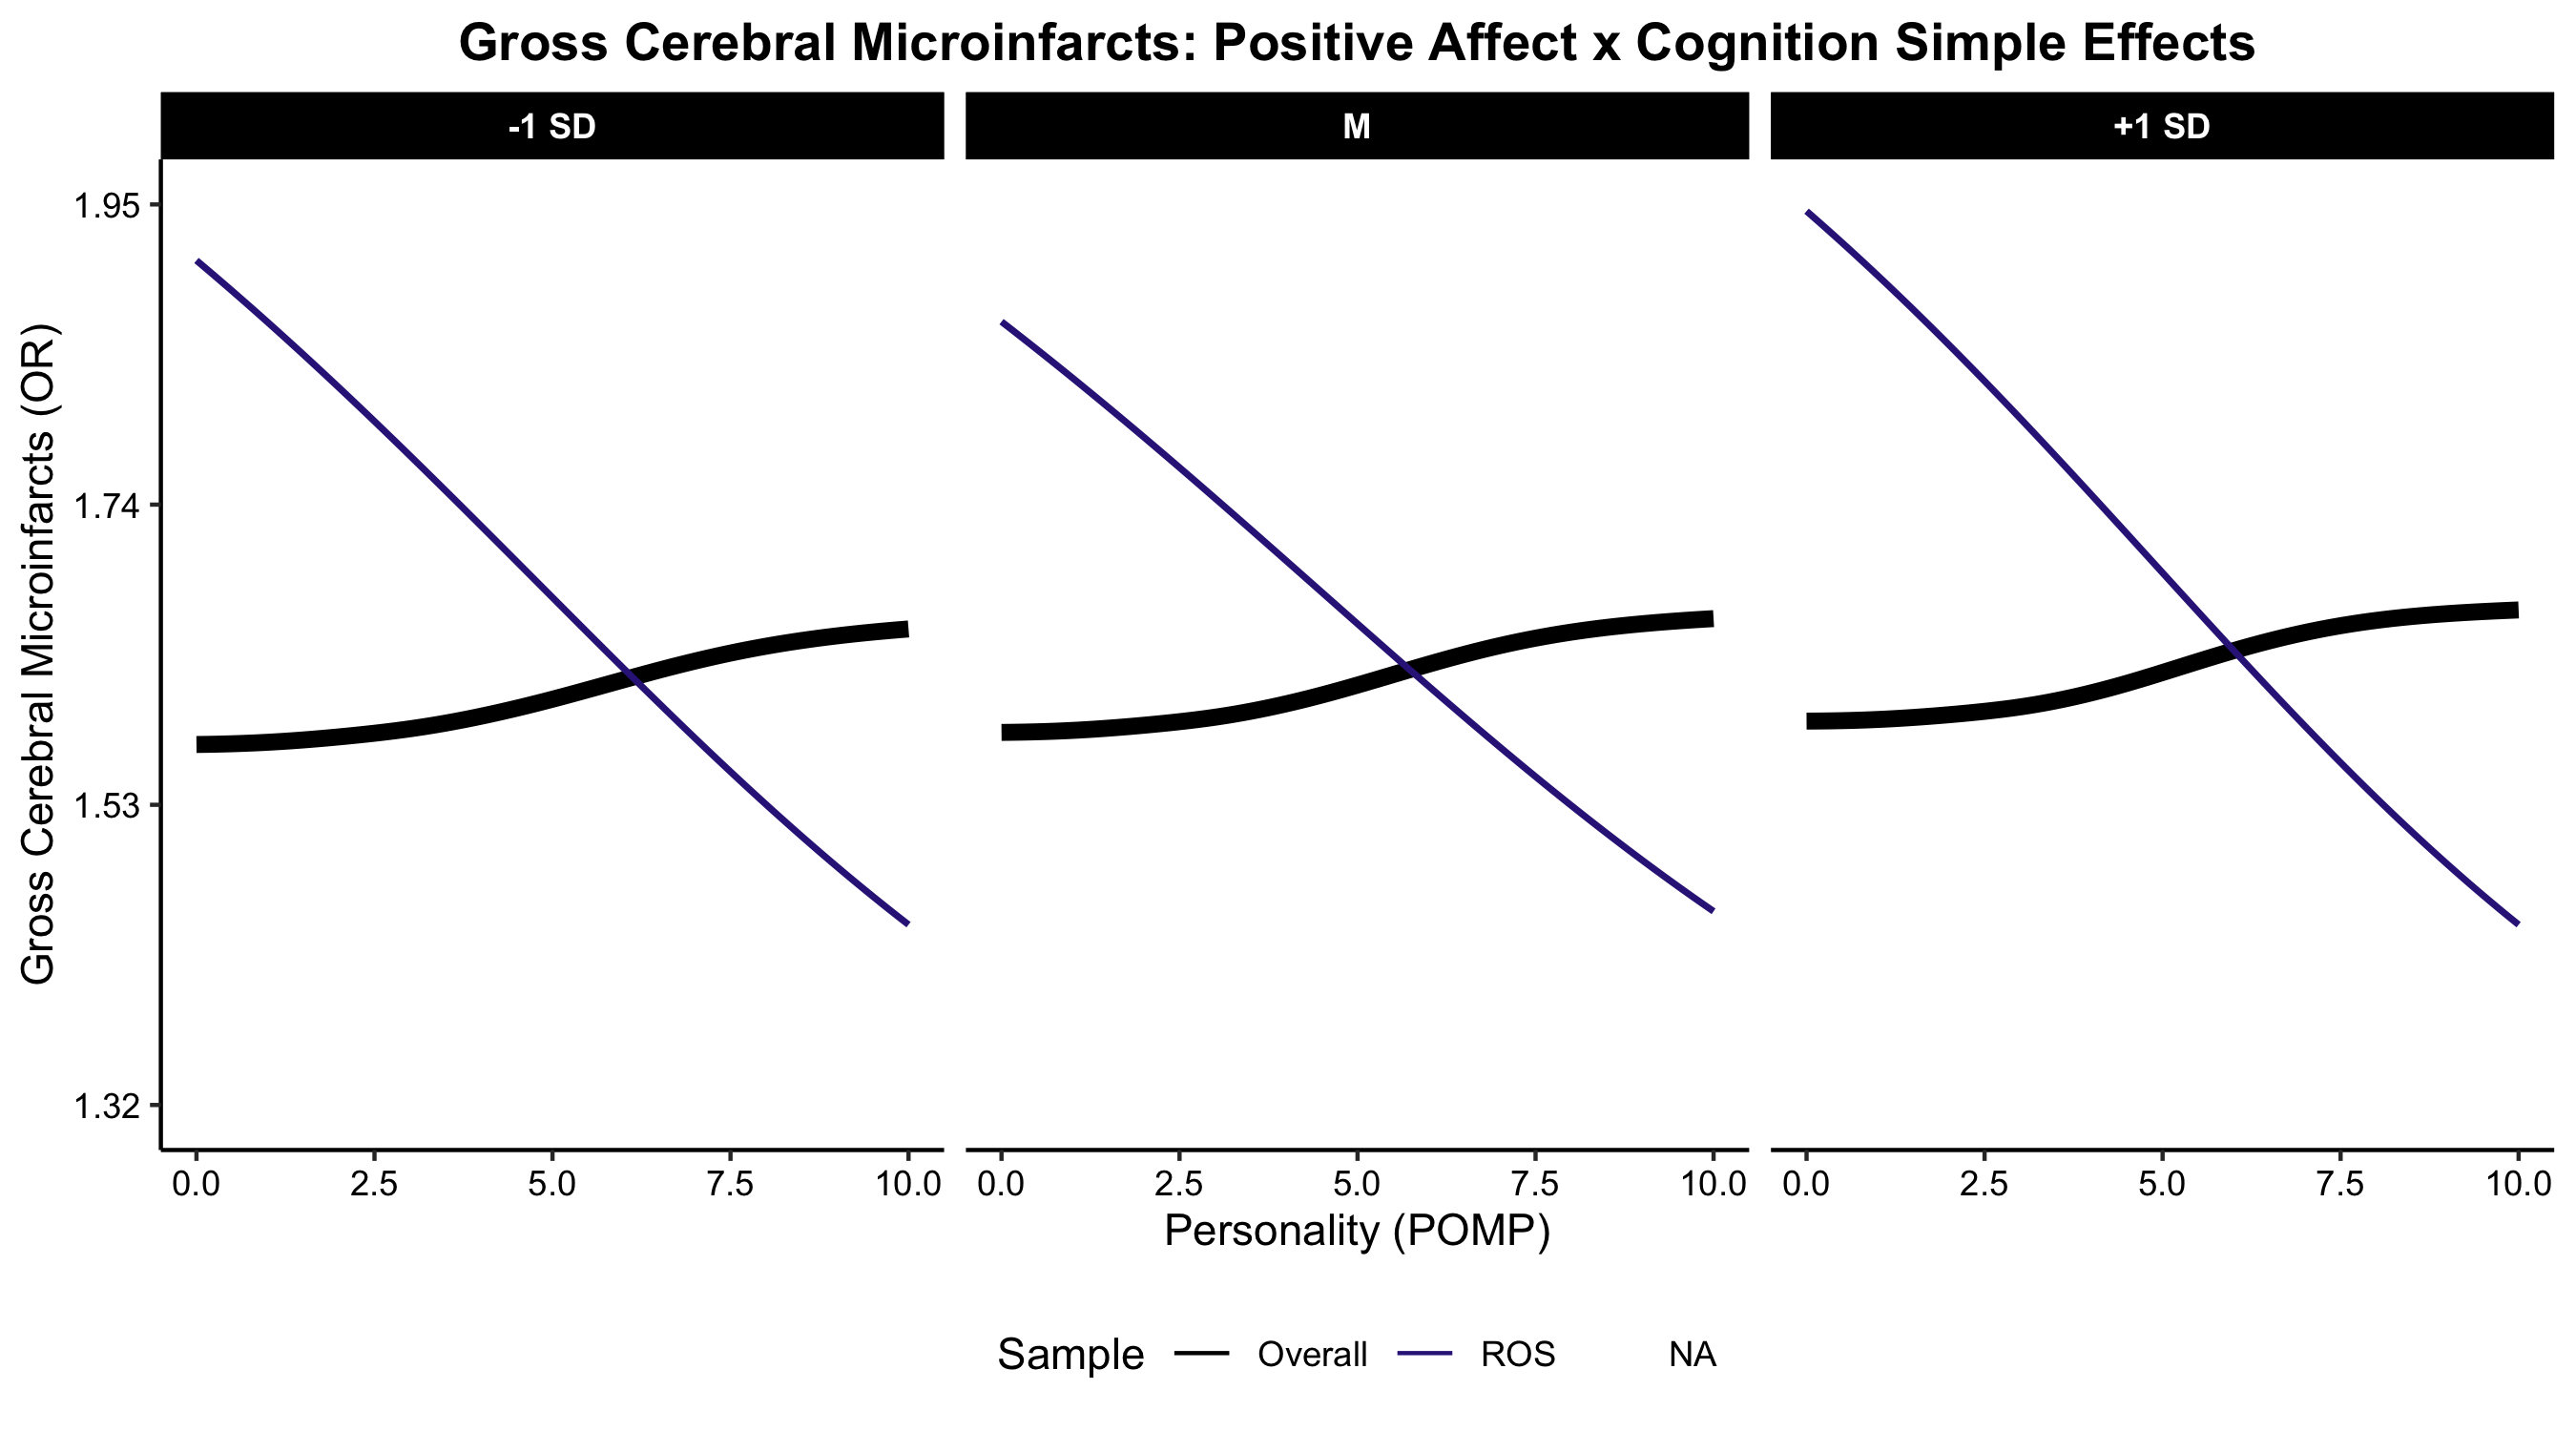 Gross Cerebral Microinfarcts: Positive Affect x Cognition Simple Effects
-1 SD
M
+1 SD
Gross Cerebral Microinfarcts (OR)
1.95
1.74
1.53
1.32
0.0 2.5 5.0 7.5 10.0 0.0 2.5 5.0 7.5 10.0 0.0 2.5 5.0 7.5 10.0
Personality (POMP)
Sample Overall ROS NA